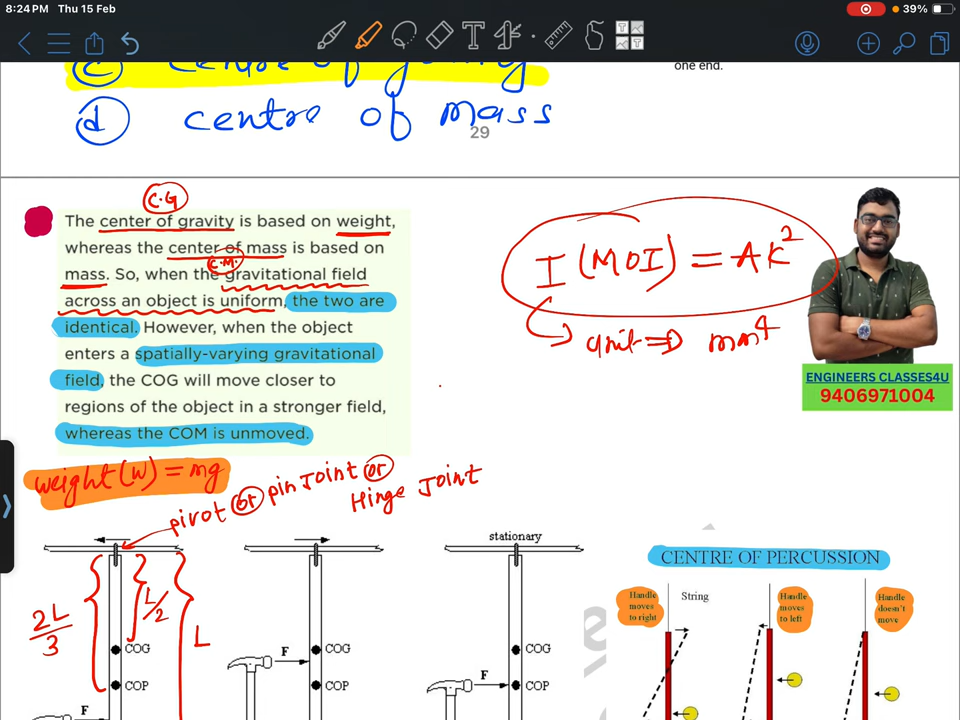 8:24 PM Thu 15 Feb
39%
c centre of gravity
one end.
d centre of mass
29
C.G
The center of gravity is based on weight,
whereas the center of mass is based on
C.M.
mass. So, when the gravitational field
across an object is uniform, the two are
identical. However, when the object
enters a spatially-varying gravitational
field, the COG will move closer to
regions of the object in a stronger field,
whereas the COM is unmoved.
I (MOI) = AK²
unit ⇒ mm⁴
ENGINEERS CLASSES4U
9406971004
weight (W) = mg
pivot or pin Joint or
Hinge Joint
stationary
2L/3
L/2
L
COG
COP
F
F
COG
COP
COG
F
COP
CENTRE OF PERCUSSION
Handle
moves
to right
String
Handle
moves
to left
Handle
doesn't
move